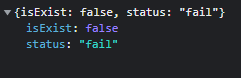 ▼{isExist: false, status: "fail"}
isExist: false
status: "fail"